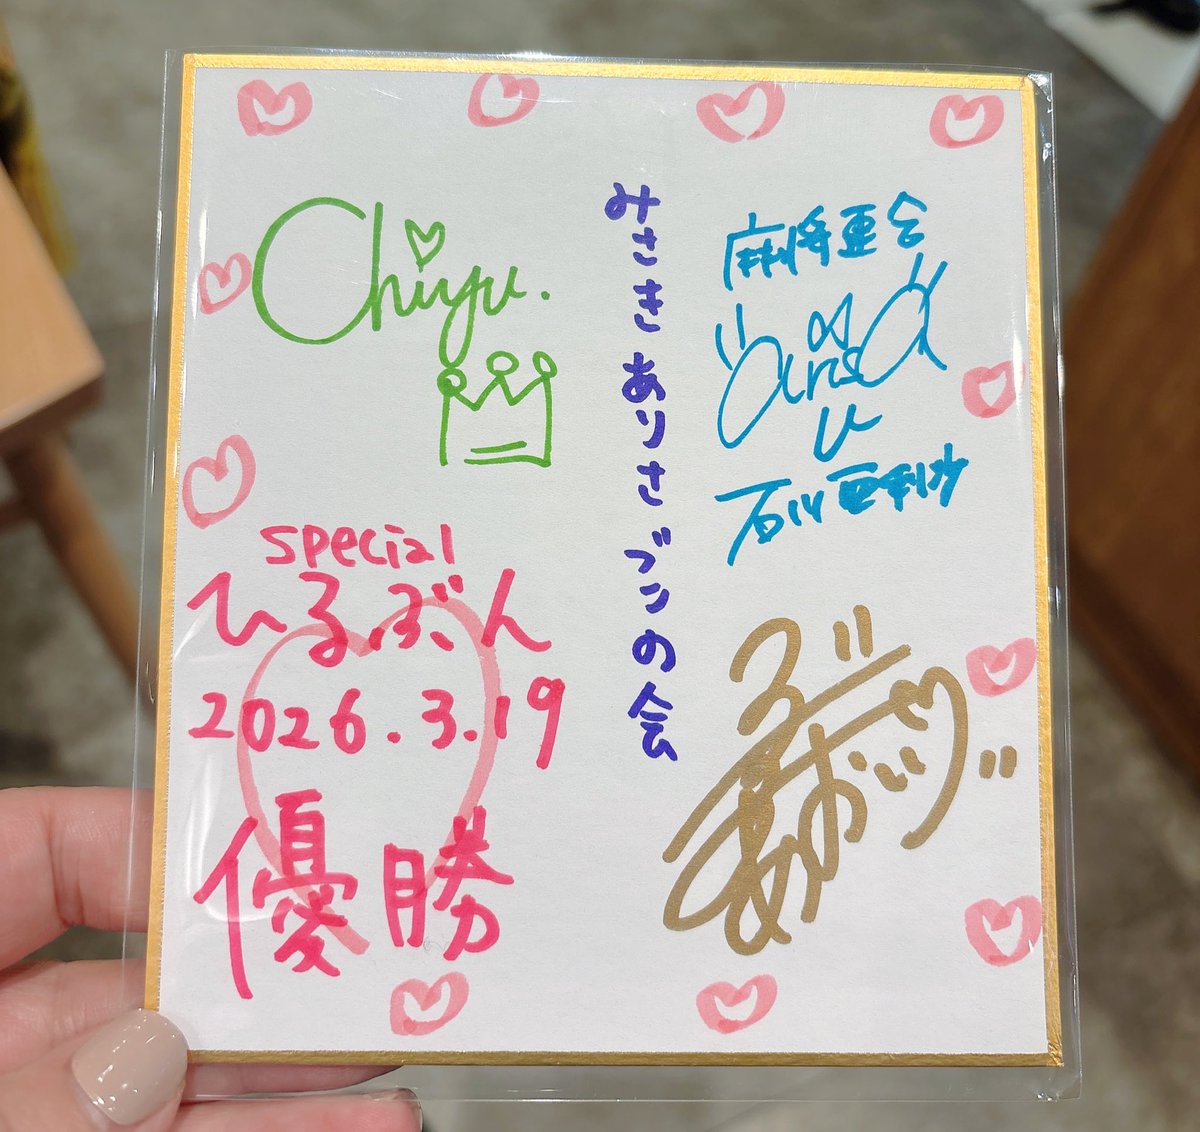 みさきありさブンの会
麻将亜会
石川亜利沙
Chiyu.
special
ひるぶん
2026.3.19
優勝